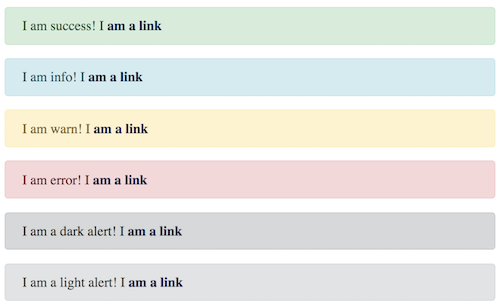 I am success! I am a link
I am info! I am a link
I am warn! I am a link
I am error! I am a link
I am a dark alert! I am a link
I am a light alert! I am a link